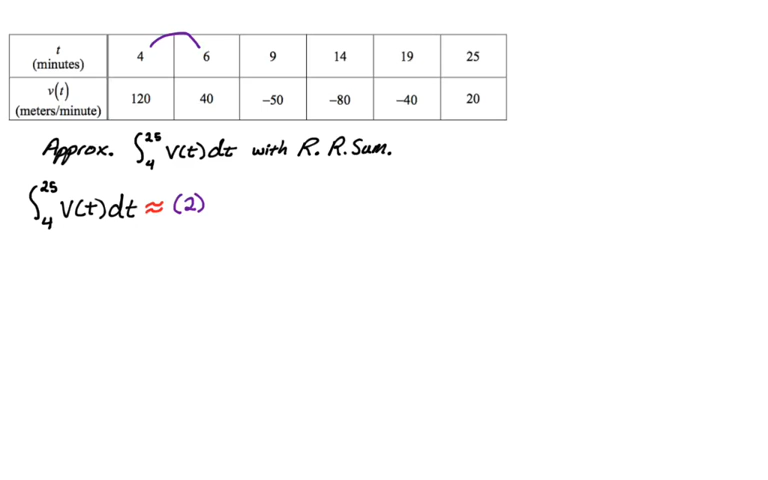 t (minutes) 4 6 9 14 19 25
v(t) (meters/minute) 120 40 –50 –80 –40 20
Approx. ∫₄²⁵ v(t)dt with R. R. Sum.
∫₄²⁵ v(t)dt ≈ (2)